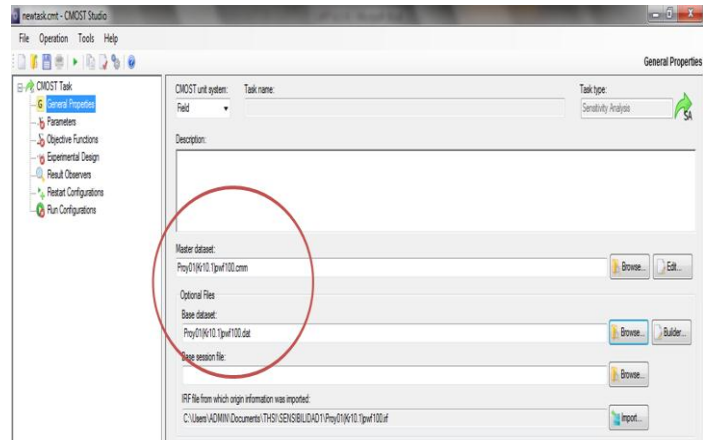 newtask.cmt - CMOST Studio
File Operation Tools Help
General Properties
CMOST Task
General Properties
Parameters
Objective Functions
Experimental Design
Result Observers
Restart Configurations
Run Configurations
CMOST unit system: Task name: Task type:
Field Sensitivity Analysis
SA
Description:
Master dataset:
Proy01(Kr10.1)pwf100.cmm Browse... Edit...
Optional Files
Base dataset:
Proy01(Kr10.1)pwf100.dat Browse... Builder...
Base session file:
Browse...
IRF file from which origin information was imported:
C:\Users\ADMIN\Documents\THSI\SENSIBILIDAD1\Proy01(Kr10.1)pwf100.irf Import...